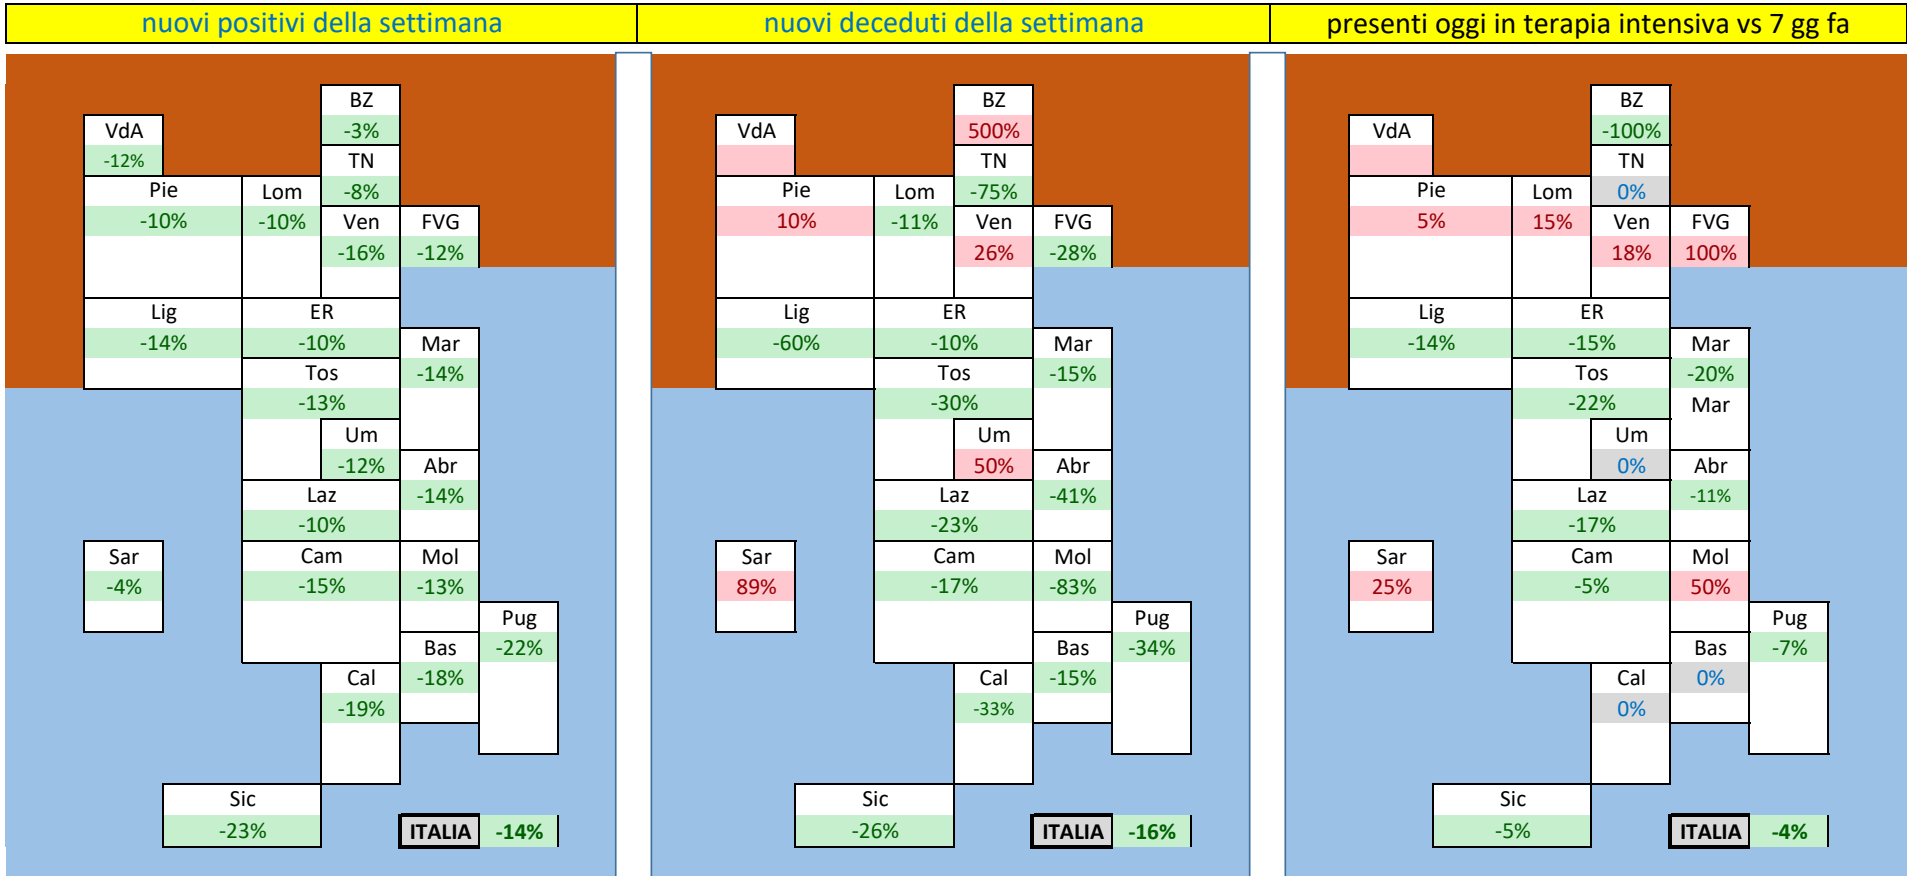 nuovi positivi della settimana
BZ
VdA
-3%
-12%
TN
Pie
Lom
-8%
-10%
-10%
Ven
FVG
-16%
-12%
Lig
ER
-14%
-10%
Mar
Tos
-14%
-13%
Um
-12%
Abr
Laz
-14%
-10%
Sar
Cam
Mol
-4%
-15%
-13%
Pug
Bas
-22%
Cal
-18%
-19%
Sic
-23%
ITALIA
-14%
nuovi deceduti della settimana
BZ
VdA
500%
TN
Pie
Lom
-75%
10%
-11%
Ven
FVG
26%
-28%
Lig
ER
-60%
-10%
Mar
Tos
-15%
-30%
Um
50%
Abr
Laz
-41%
-23%
Sar
Cam
Mol
89%
-17%
-83%
Pug
Bas
-34%
Cal
-15%
-33%
Sic
-26%
ITALIA
-16%
presenti oggi in terapia intensiva vs 7 gg fa
BZ
VdA
-100%
TN
Pie
Lom
0%
5%
15%
Ven
FVG
18%
100%
Lig
ER
-14%
-15%
Mar
Tos
-20%
-22%
Mar
Um
0%
Abr
Laz
-11%
-17%
Sar
Cam
Mol
25%
-5%
50%
Pug
Bas
-7%
Cal
0%
0%
Sic
-5%
ITALIA
-4%